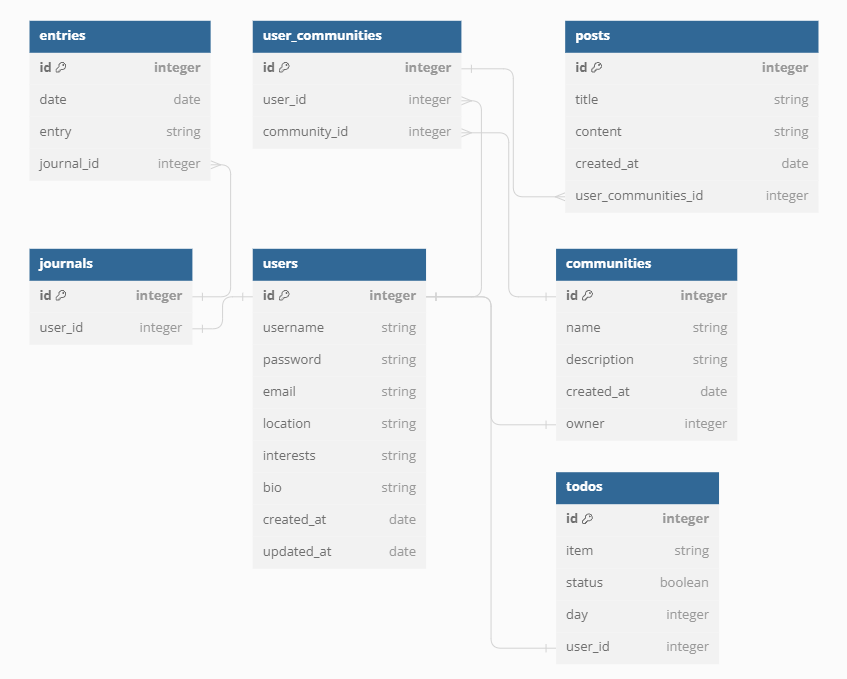 entries
id integer
date date
entry string
journal_id integer
user_communities
id integer
user_id integer
community_id integer
posts
id integer
title string
content string
created_at date
user_communities_id integer
journals
id integer
user_id integer
users
id integer
username string
password string
email string
location string
interests string
bio string
created_at date
updated_at date
communities
id integer
name string
description string
created_at date
owner integer
todos
id integer
item string
status boolean
day integer
user_id integer